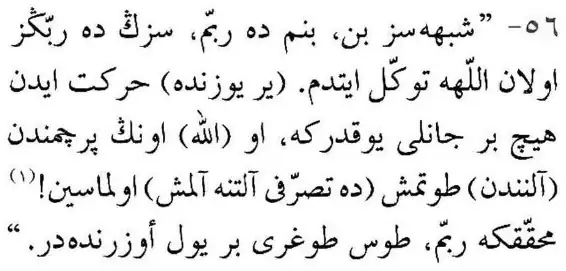 ٥٦- ”شبهه‌سز بن، بنم ده ربّم، سزڭ ده ربّڭز
اولان اللّهه توكّل ايتدم. (ير يوزنده) حركت ايدن
هيچ بر جانلى يوقدركه، او (الله) اونڭ پرچمندن
(آلنندن) طوتمش (ده تصرّفى آلتنه آلمش) اولماسين!(١)
محقّقكه ربّم، طوس طوغرى بر يول أوزرنده‌در. “